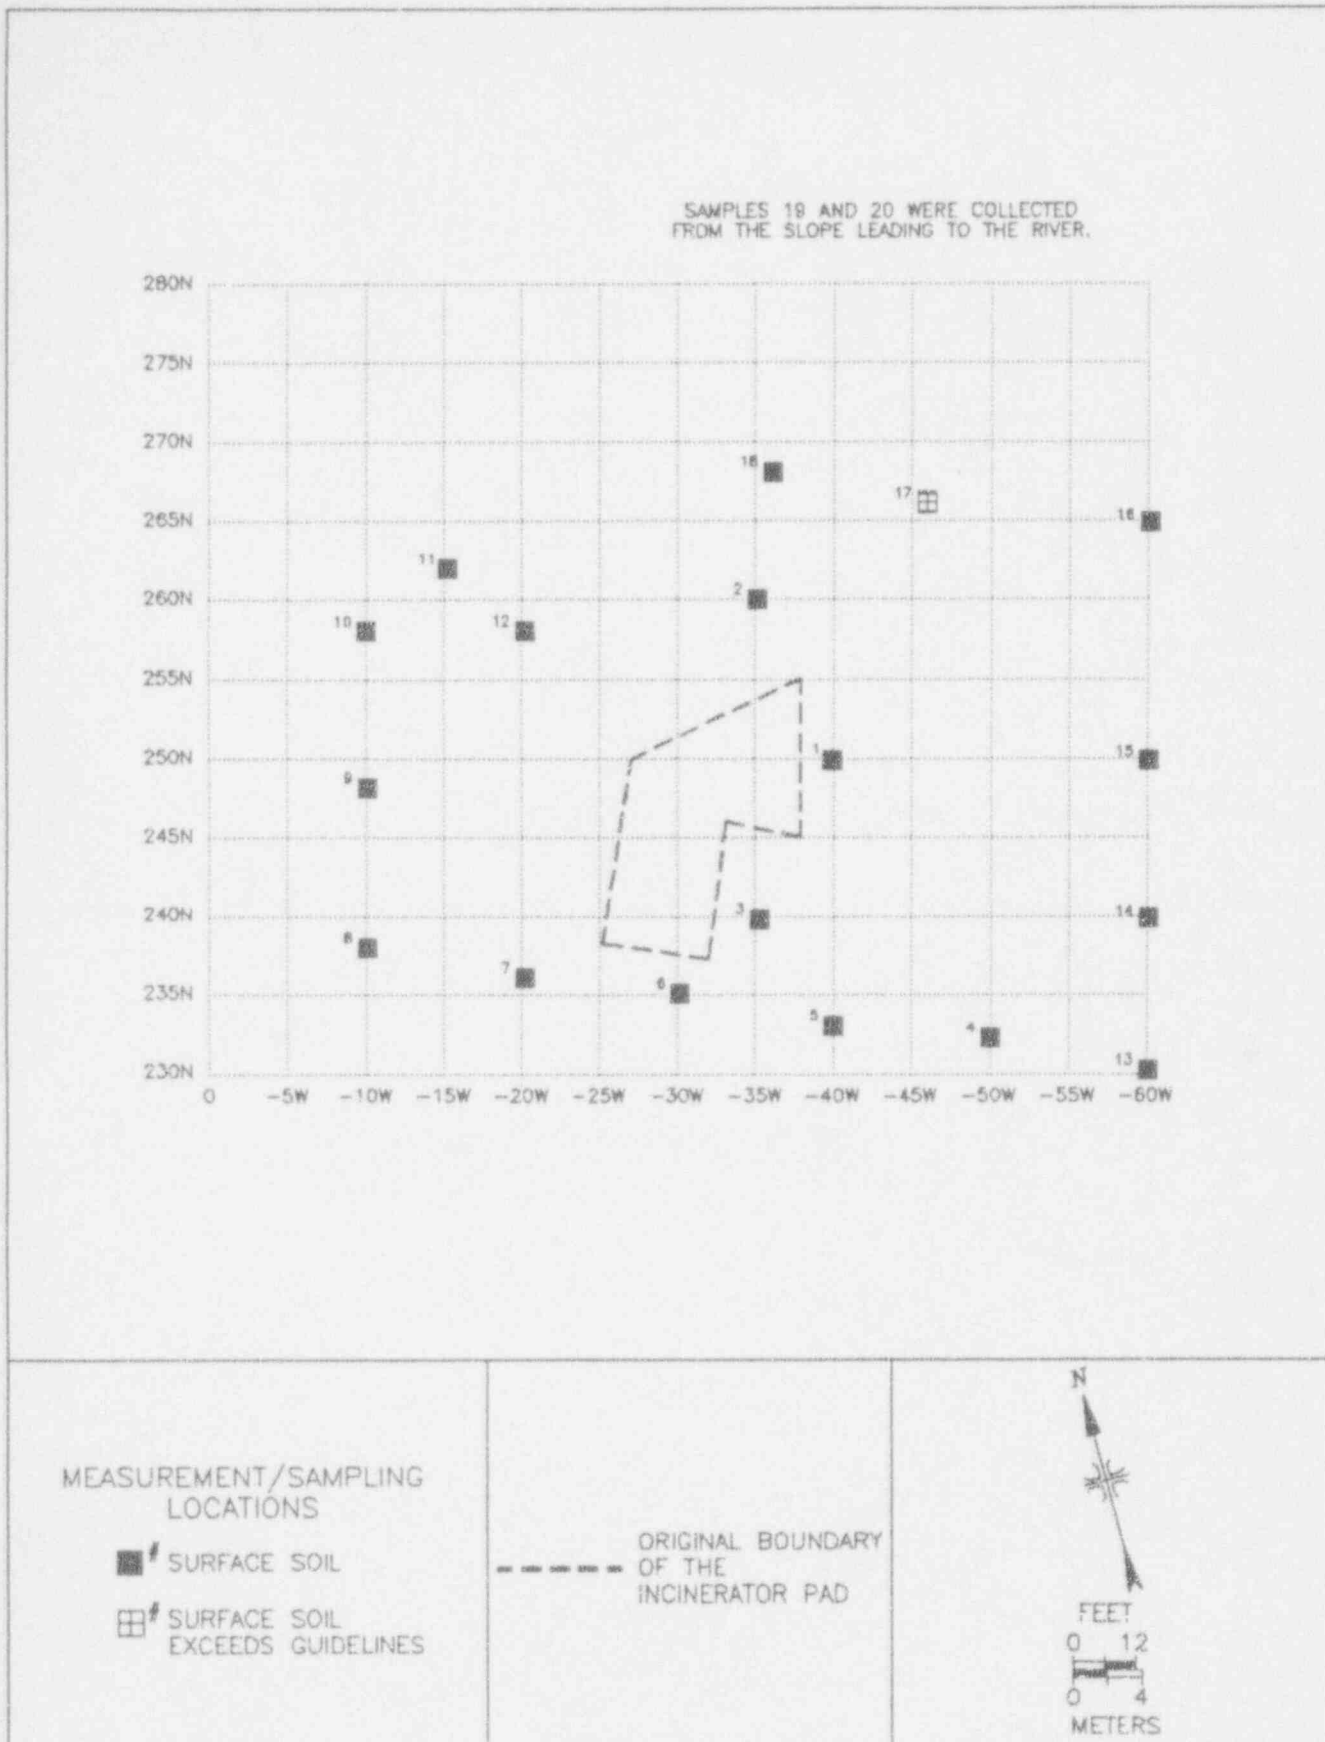 SAMPLES 19 AND 20 WERE COLLECTED
FROM THE SLOPE LEADING TO THE RIVER.
280N
275N
270N
18
17
265N
16
11
2
260N
10
12
255N
1
250N
15
9
245N
3
240N
14
8
7
6
235N
5
4
13
230N
0 -5W -10W -15W -20W -25W -30W -35W -40W -45W -50W -55W -60W
MEASUREMENT/SAMPLING
LOCATIONS
# SURFACE SOIL
# SURFACE SOIL
EXCEEDS GUIDELINES
ORIGINAL BOUNDARY
OF THE
INCINERATOR PAD
N
FEET
0 12
0 4
METERS